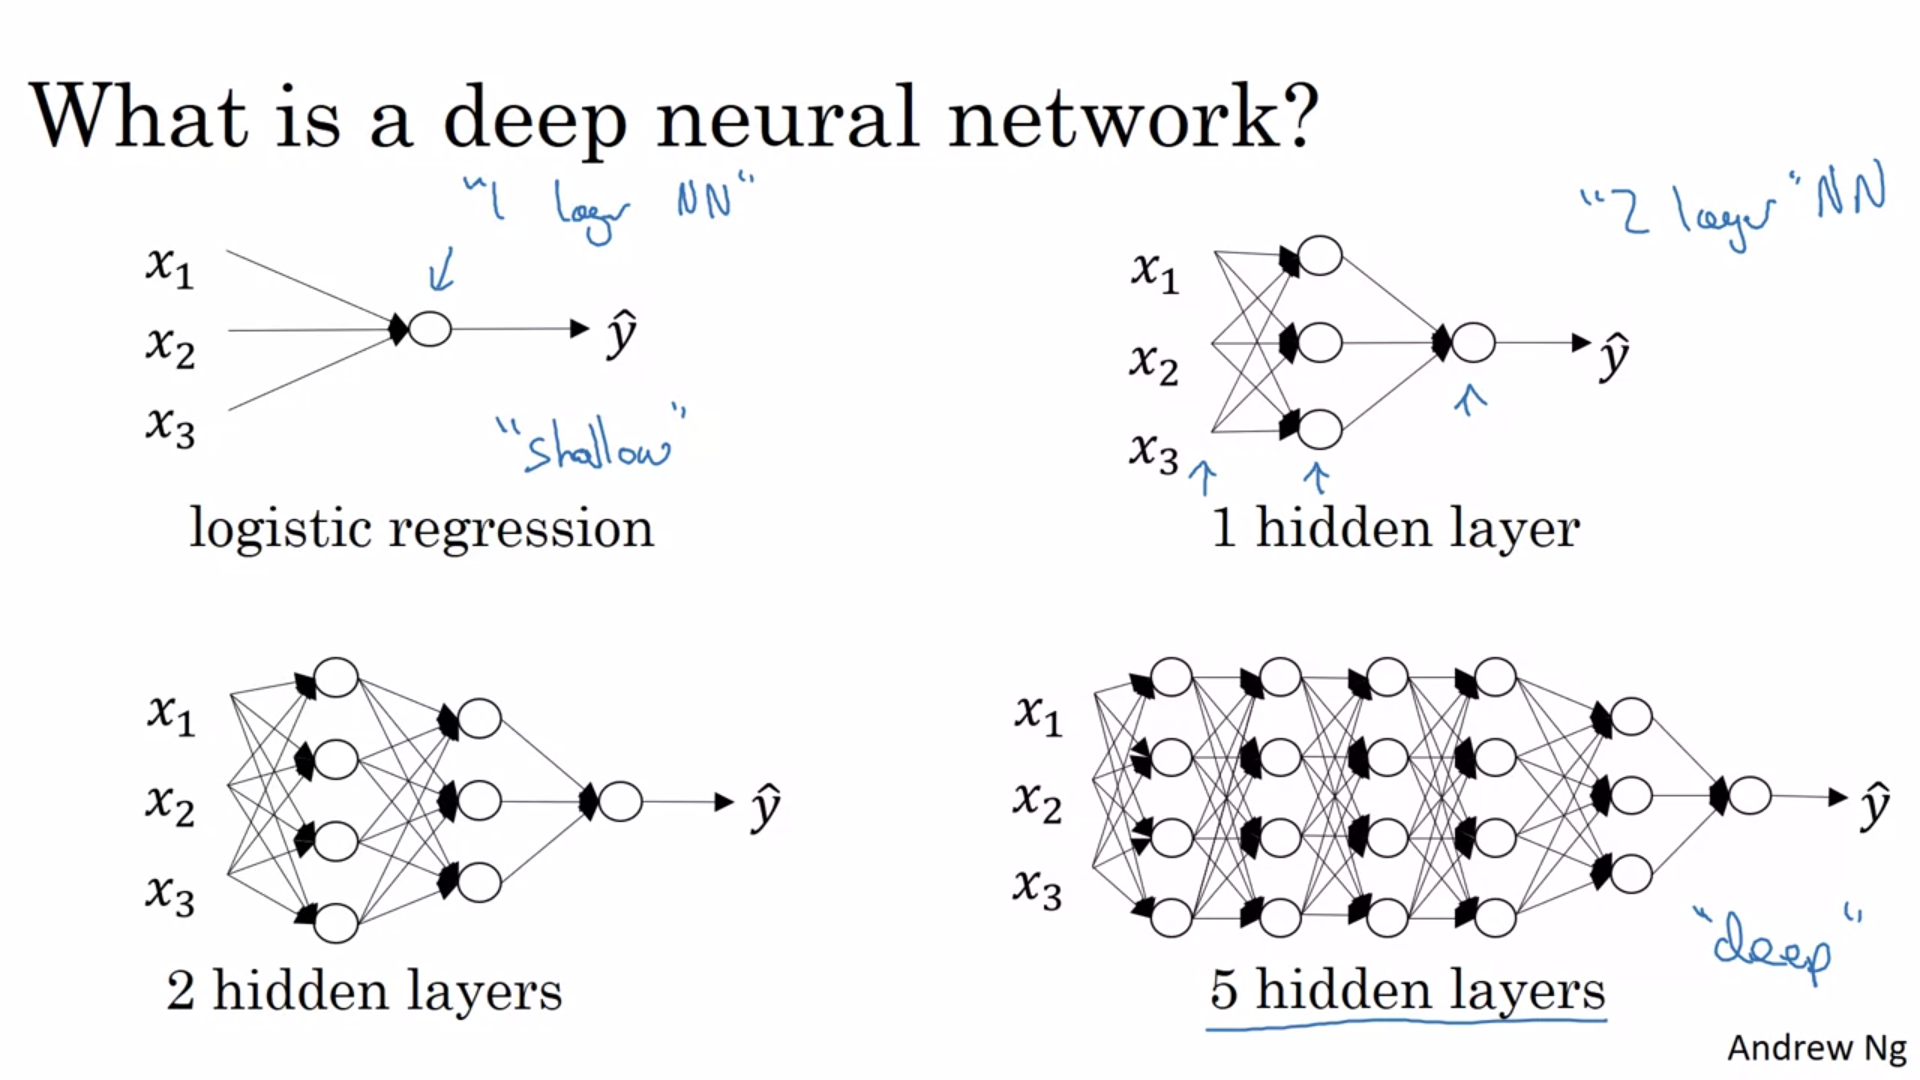 What is a deep neural network?
"1 layer NN"
x₁
x₂
x₃
ŷ
"shallow"
logistic regression
"2 layer" NN
x₁
x₂
x₃
ŷ
1 hidden layer
x₁
x₂
x₃
ŷ
2 hidden layers
x₁
x₂
x₃
ŷ
"deep"
5 hidden layers
Andrew Ng